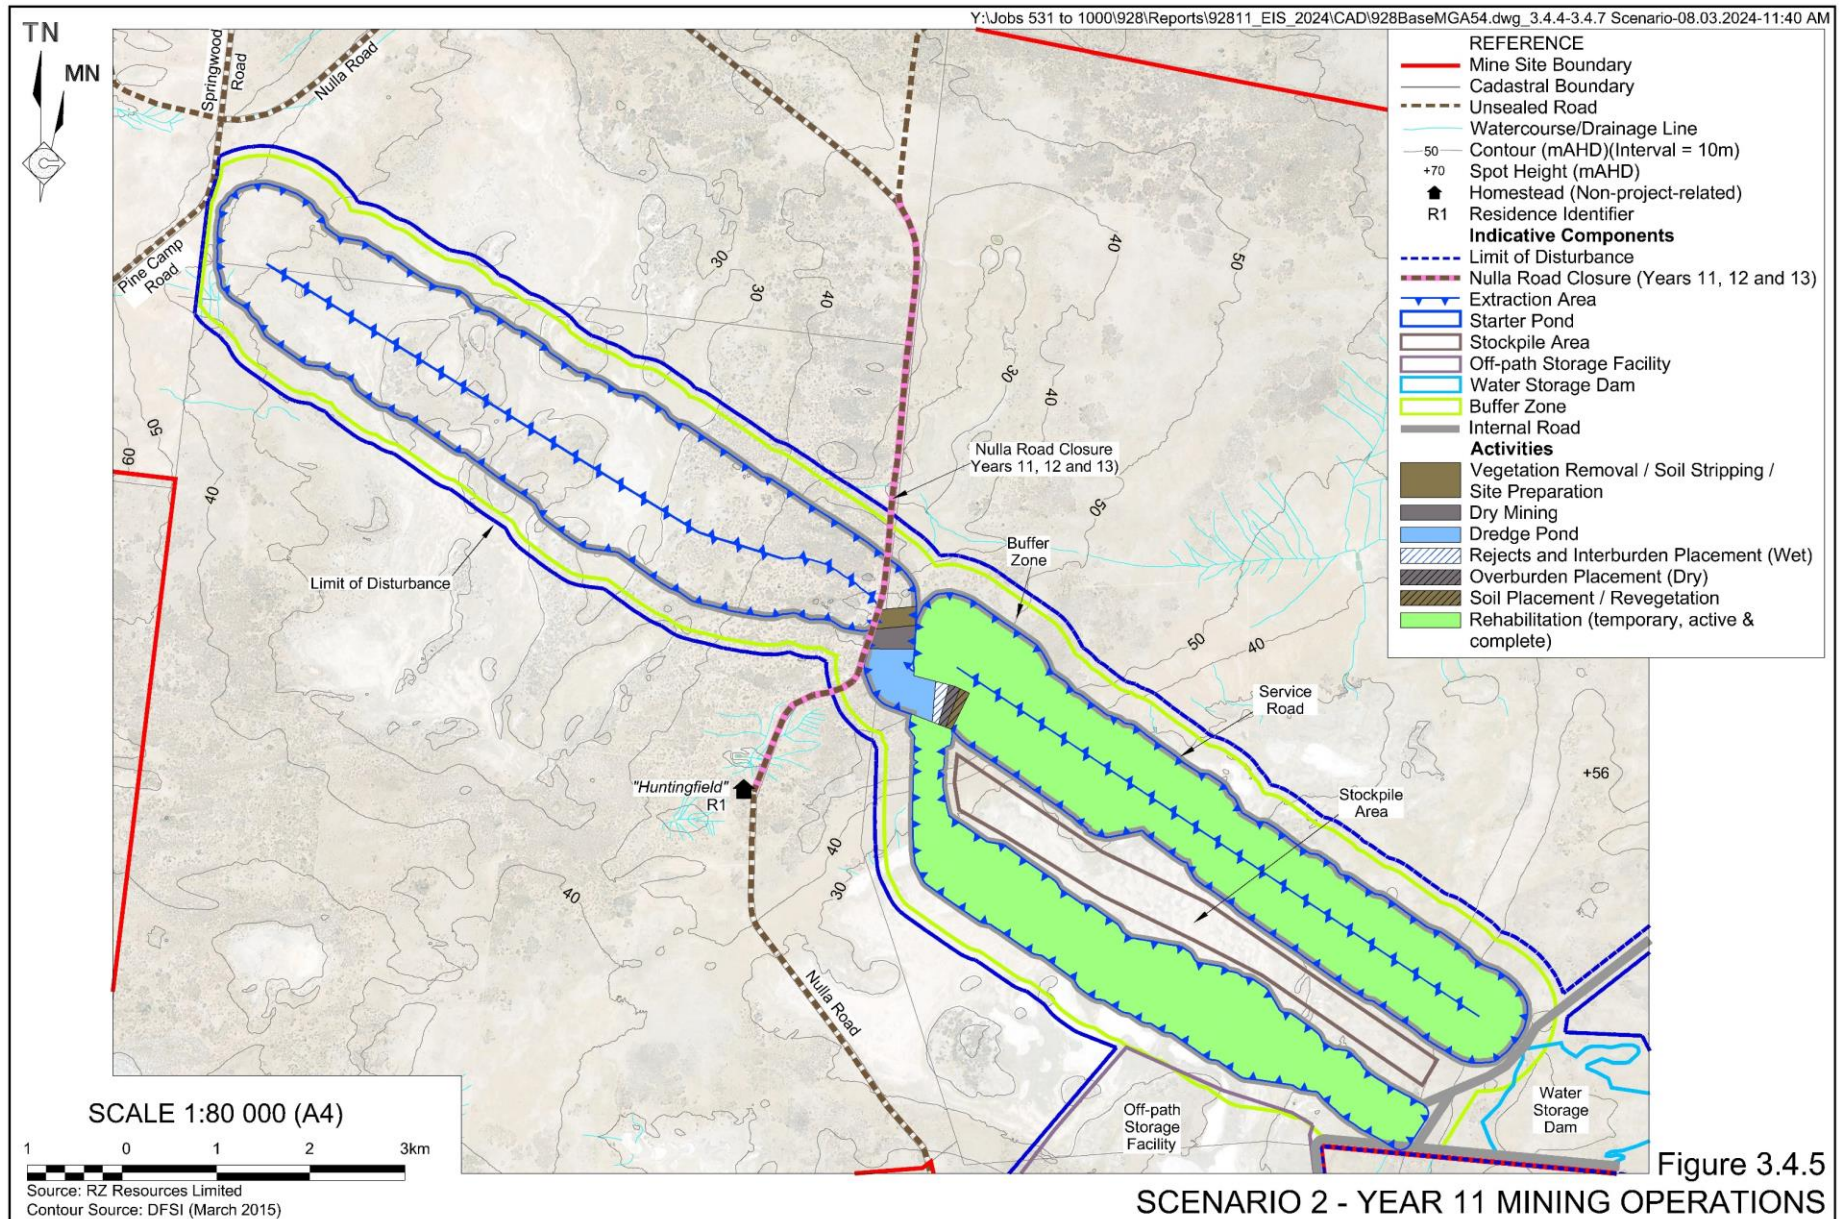 Y:\Jobs 531 to 1000\928\Reports\92811_EIS_2024\CAD\928BaseMGA54.dwg_3.4.4-3.4.7 Scenario-08.03.2024-11:40 AM
TN
MN
Springwood
Road
Nulla Road
Pine Camp
Road
REFERENCE
Mine Site Boundary
Cadastral Boundary
Unsealed Road
Watercourse/Drainage Line
50 Contour (mAHD)(Interval = 10m)
+70 Spot Height (mAHD)
Homestead (Non-project-related)
R1 Residence Identifier
Indicative Components
Limit of Disturbance
Nulla Road Closure (Years 11, 12 and 13)
Extraction Area
Starter Pond
Stockpile Area
Off-path Storage Facility
Water Storage Dam
Buffer Zone
Internal Road
Activities
Vegetation Removal / Soil Stripping /
Site Preparation
Dry Mining
Dredge Pond
Rejects and Interburden Placement (Wet)
Overburden Placement (Dry)
Soil Placement / Revegetation
Rehabilitation (temporary, active &
complete)
30
30
40
40
50
30
40
50
50
60
40
Nulla Road Closure
Years 11, 12 and 13)
Limit of Disturbance
Buffer
Zone
50
40
Service
Road
+56
"Huntingfield"
R1
Stockpile
Area
40
30
40
Nulla Road
Off-path
Storage
Facility
Water
Storage
Dam
SCALE 1:80 000 (A4)
1 0 1 2 3km
Source: RZ Resources Limited
Contour Source: DFSI (March 2015)
Figure 3.4.5
SCENARIO 2 - YEAR 11 MINING OPERATIONS